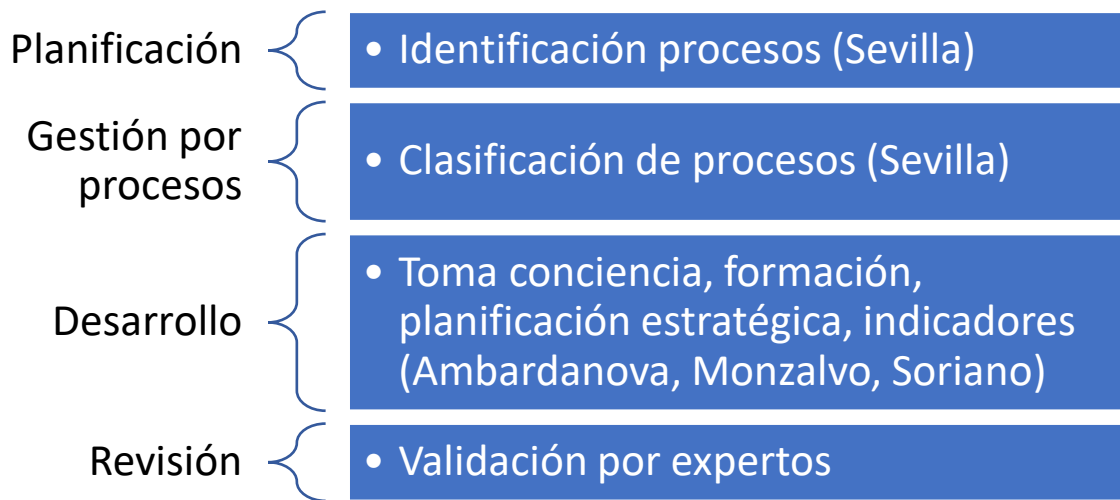 Planificación
• Identificación procesos (Sevilla)
Gestión por
procesos
• Clasificación de procesos (Sevilla)
Desarrollo
• Toma conciencia, formación,
planificación estratégica, indicadores
(Ambardanova, Monzalvo, Soriano)
Revisión
• Validación por expertos